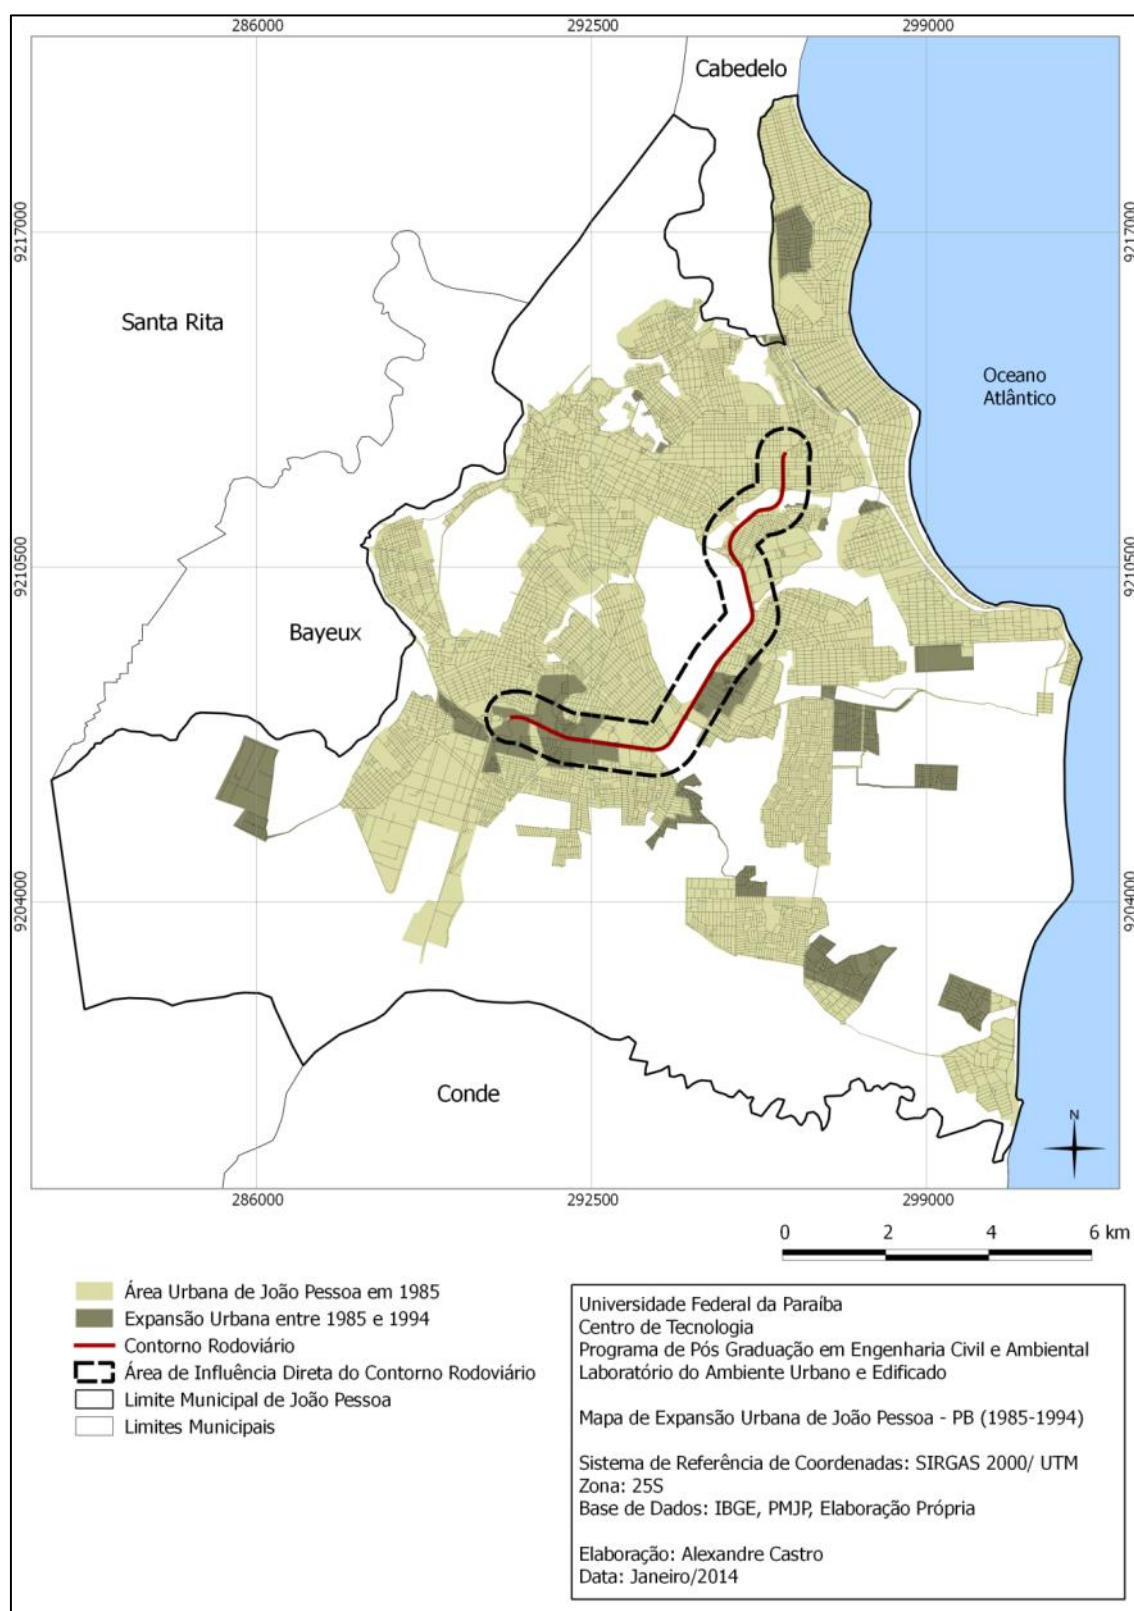 286000 292500 299000
Cabedelo
9217000 9217000
Santa Rita
Oceano
Atlântico
9210500 9210500
Bayeux
9204000 9204000
Conde
N
286000 292500 299000
0 2 4 6 km
Área Urbana de João Pessoa em 1985
Expansão Urbana entre 1985 e 1994
Contorno Rodoviário
Área de Influência Direta do Contorno Rodoviário
Limite Municipal de João Pessoa
Limites Municipais
Universidade Federal da Paraíba
Centro de Tecnologia
Programa de Pós Graduação em Engenharia Civil e Ambiental
Laboratório do Ambiente Urbano e Edificado
Mapa de Expansão Urbana de João Pessoa - PB (1985-1994)
Sistema de Referência de Coordenadas: SIRGAS 2000/ UTM
Zona: 25S
Base de Dados: IBGE, PMJP, Elaboração Própria
Elaboração: Alexandre Castro
Data: Janeiro/2014